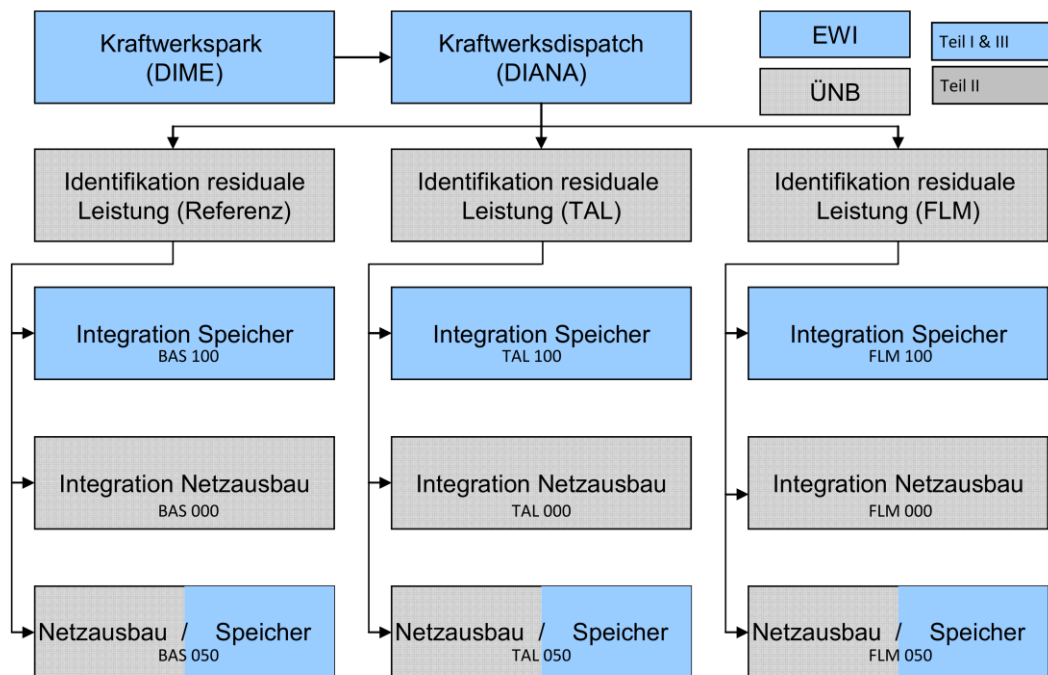 Kraftwerkspark
(DIME)
Kraftwerksdispatch
(DIANA)
EWI
Teil I & III
ÜNB
Teil II
Identifikation residuale
Leistung (Referenz)
Identifikation residuale
Leistung (TAL)
Identifikation residuale
Leistung (FLM)
Integration Speicher
BAS 100
Integration Speicher
TAL 100
Integration Speicher
FLM 100
Integration Netzausbau
BAS 000
Integration Netzausbau
TAL 000
Integration Netzausbau
FLM 000
Netzausbau / Speicher
BAS 050
Netzausbau / Speicher
TAL 050
Netzausbau / Speicher
FLM 050